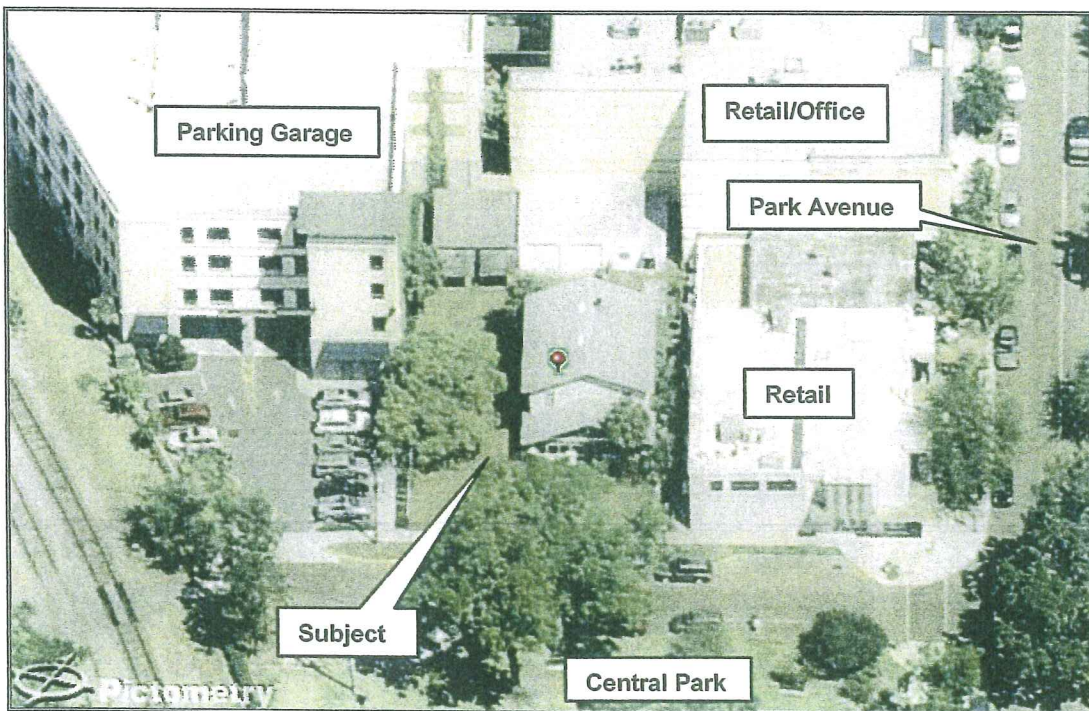 Parking Garage
Retail/Office
Park Avenue
Retail
Subject
Central Park
Pictometry